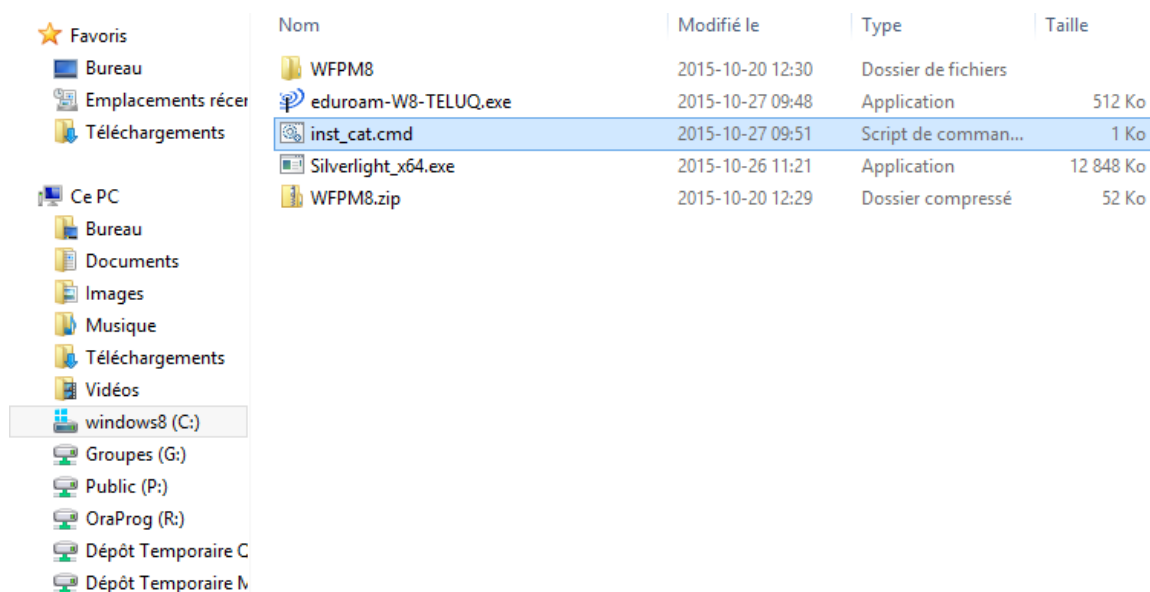 Favoris
Bureau
Emplacements récer
Téléchargements
Ce PC
Bureau
Documents
Images
Musique
Téléchargements
Vidéos
windows8 (C:)
Groupes (G:)
Public (P:)
OraProg (R:)
Dépôt Temporaire Q
Dépôt Temporaire M
Nom Modifié le Type Taille
WFPM8 2015-10-20 12:30 Dossier de fichiers
eduroam-W8-TELUQ.exe 2015-10-27 09:48 Application 512 Ko
inst_cat.cmd 2015-10-27 09:51 Script de comman... 1 Ko
Silverlight_x64.exe 2015-10-26 11:21 Application 12 848 Ko
WFPM8.zip 2015-10-20 12:29 Dossier compressé 52 Ko